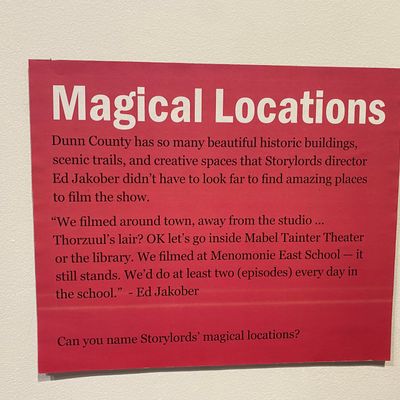 Magical Locations
Dunn County has so many beautiful historic buildings,
scenic trails, and creative spaces that Storylords director
Ed Jakober didn't have to look far to find amazing places
to film the show.
"We filmed around town, away from the studio ...
Thorzuul's lair? OK let's go inside Mabel Tainter Theater
or the library. We filmed at Menomonie East School — it
still stands. We'd do at least two (episodes) every day in
the school." - Ed Jakober
Can you name Storylords' magical locations?